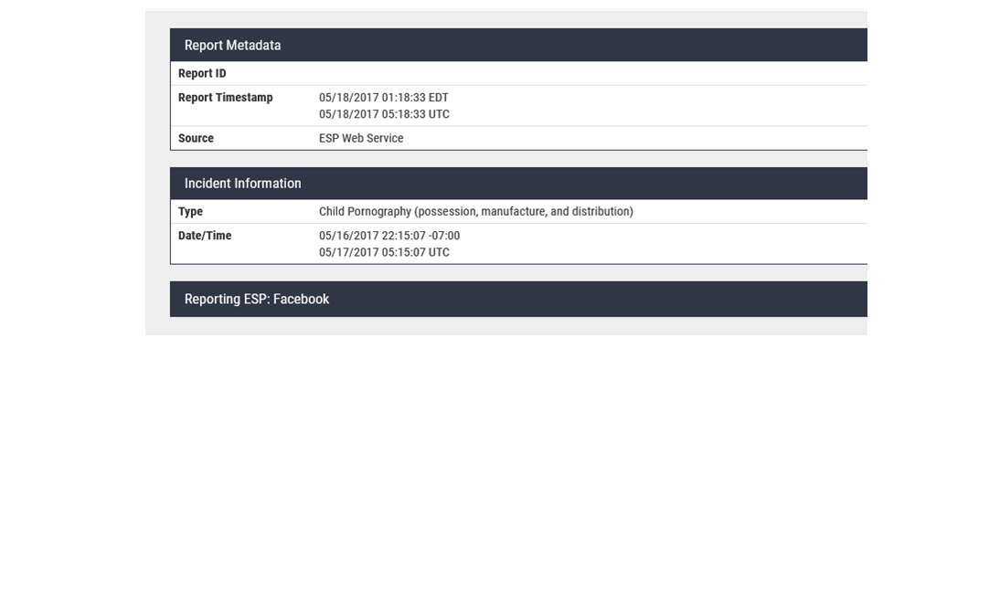 Report Metadata
Report ID
Report Timestamp 05/18/2017 01:18:33 EDT
05/18/2017 05:18:33 UTC
Source ESP Web Service
Incident Information
Type Child Pornography (possession, manufacture, and distribution)
Date/Time 05/16/2017 22:15:07 -07:00
05/17/2017 05:15:07 UTC
Reporting ESP: Facebook